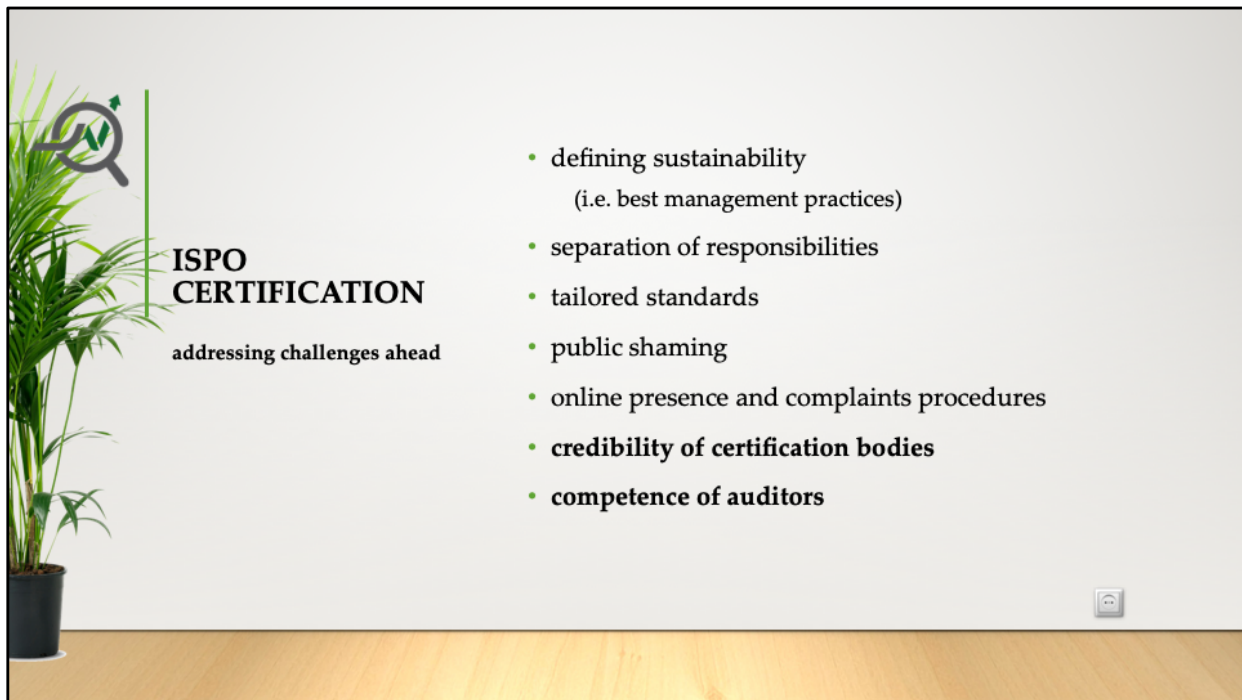 ISPO
CERTIFICATION
addressing challenges ahead
• defining sustainability
(i.e. best management practices)
• separation of responsibilities
• tailored standards
• public shaming
• online presence and complaints procedures
• credibility of certification bodies
• competence of auditors